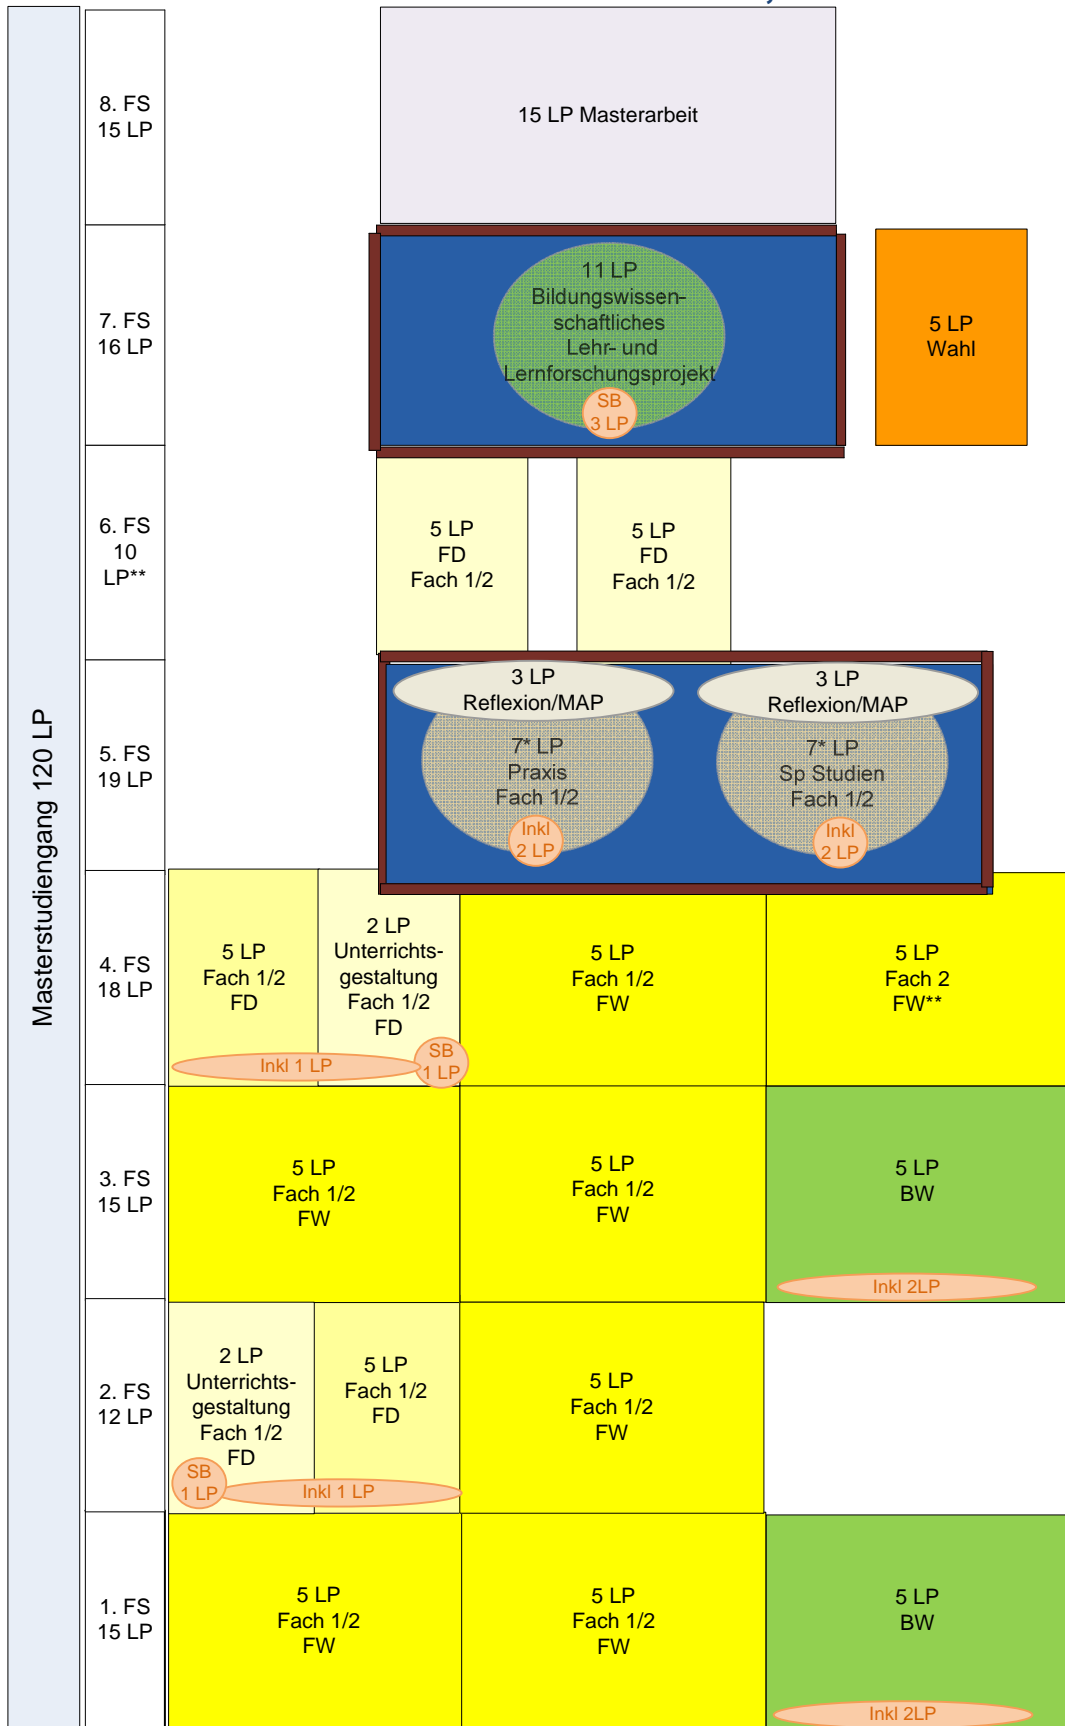 Masterstudiengang 120 LP
8. FS
15 LP
15 LP Masterarbeit
7. FS
16 LP
11 LP
Bildungswissen-
schaftliches
Lehr- und
Lernforschungsprojekt
SB
3 LP
5 LP
Wahl
6. FS
10
LP**
5 LP
FD
Fach 1/2
5 LP
FD
Fach 1/2
5. FS
19 LP
3 LP
Reflexion/MAP
7* LP
Praxis
Fach 1/2
Inkl
2 LP
3 LP
Reflexion/MAP
7* LP
Sp Studien
Fach 1/2
Inkl
2 LP
4. FS
18 LP
5 LP
Fach 1/2
FD
2 LP
Unterrichts-
gestaltung
Fach 1/2
FD
Inkl 1 LP
SB
1 LP
5 LP
Fach 1/2
FW
5 LP
Fach 2
FW**
3. FS
15 LP
5 LP
Fach 1/2
FW
5 LP
Fach 1/2
FW
5 LP
BW
Inkl 2LP
2. FS
12 LP
2 LP
Unterrichts-
gestaltung
Fach 1/2
FD
SB
1 LP
5 LP
Fach 1/2
FD
Inkl 1 LP
5 LP
Fach 1/2
FW
1. FS
15 LP
5 LP
Fach 1/2
FW
5 LP
Fach 1/2
FW
5 LP
BW
Inkl 2LP